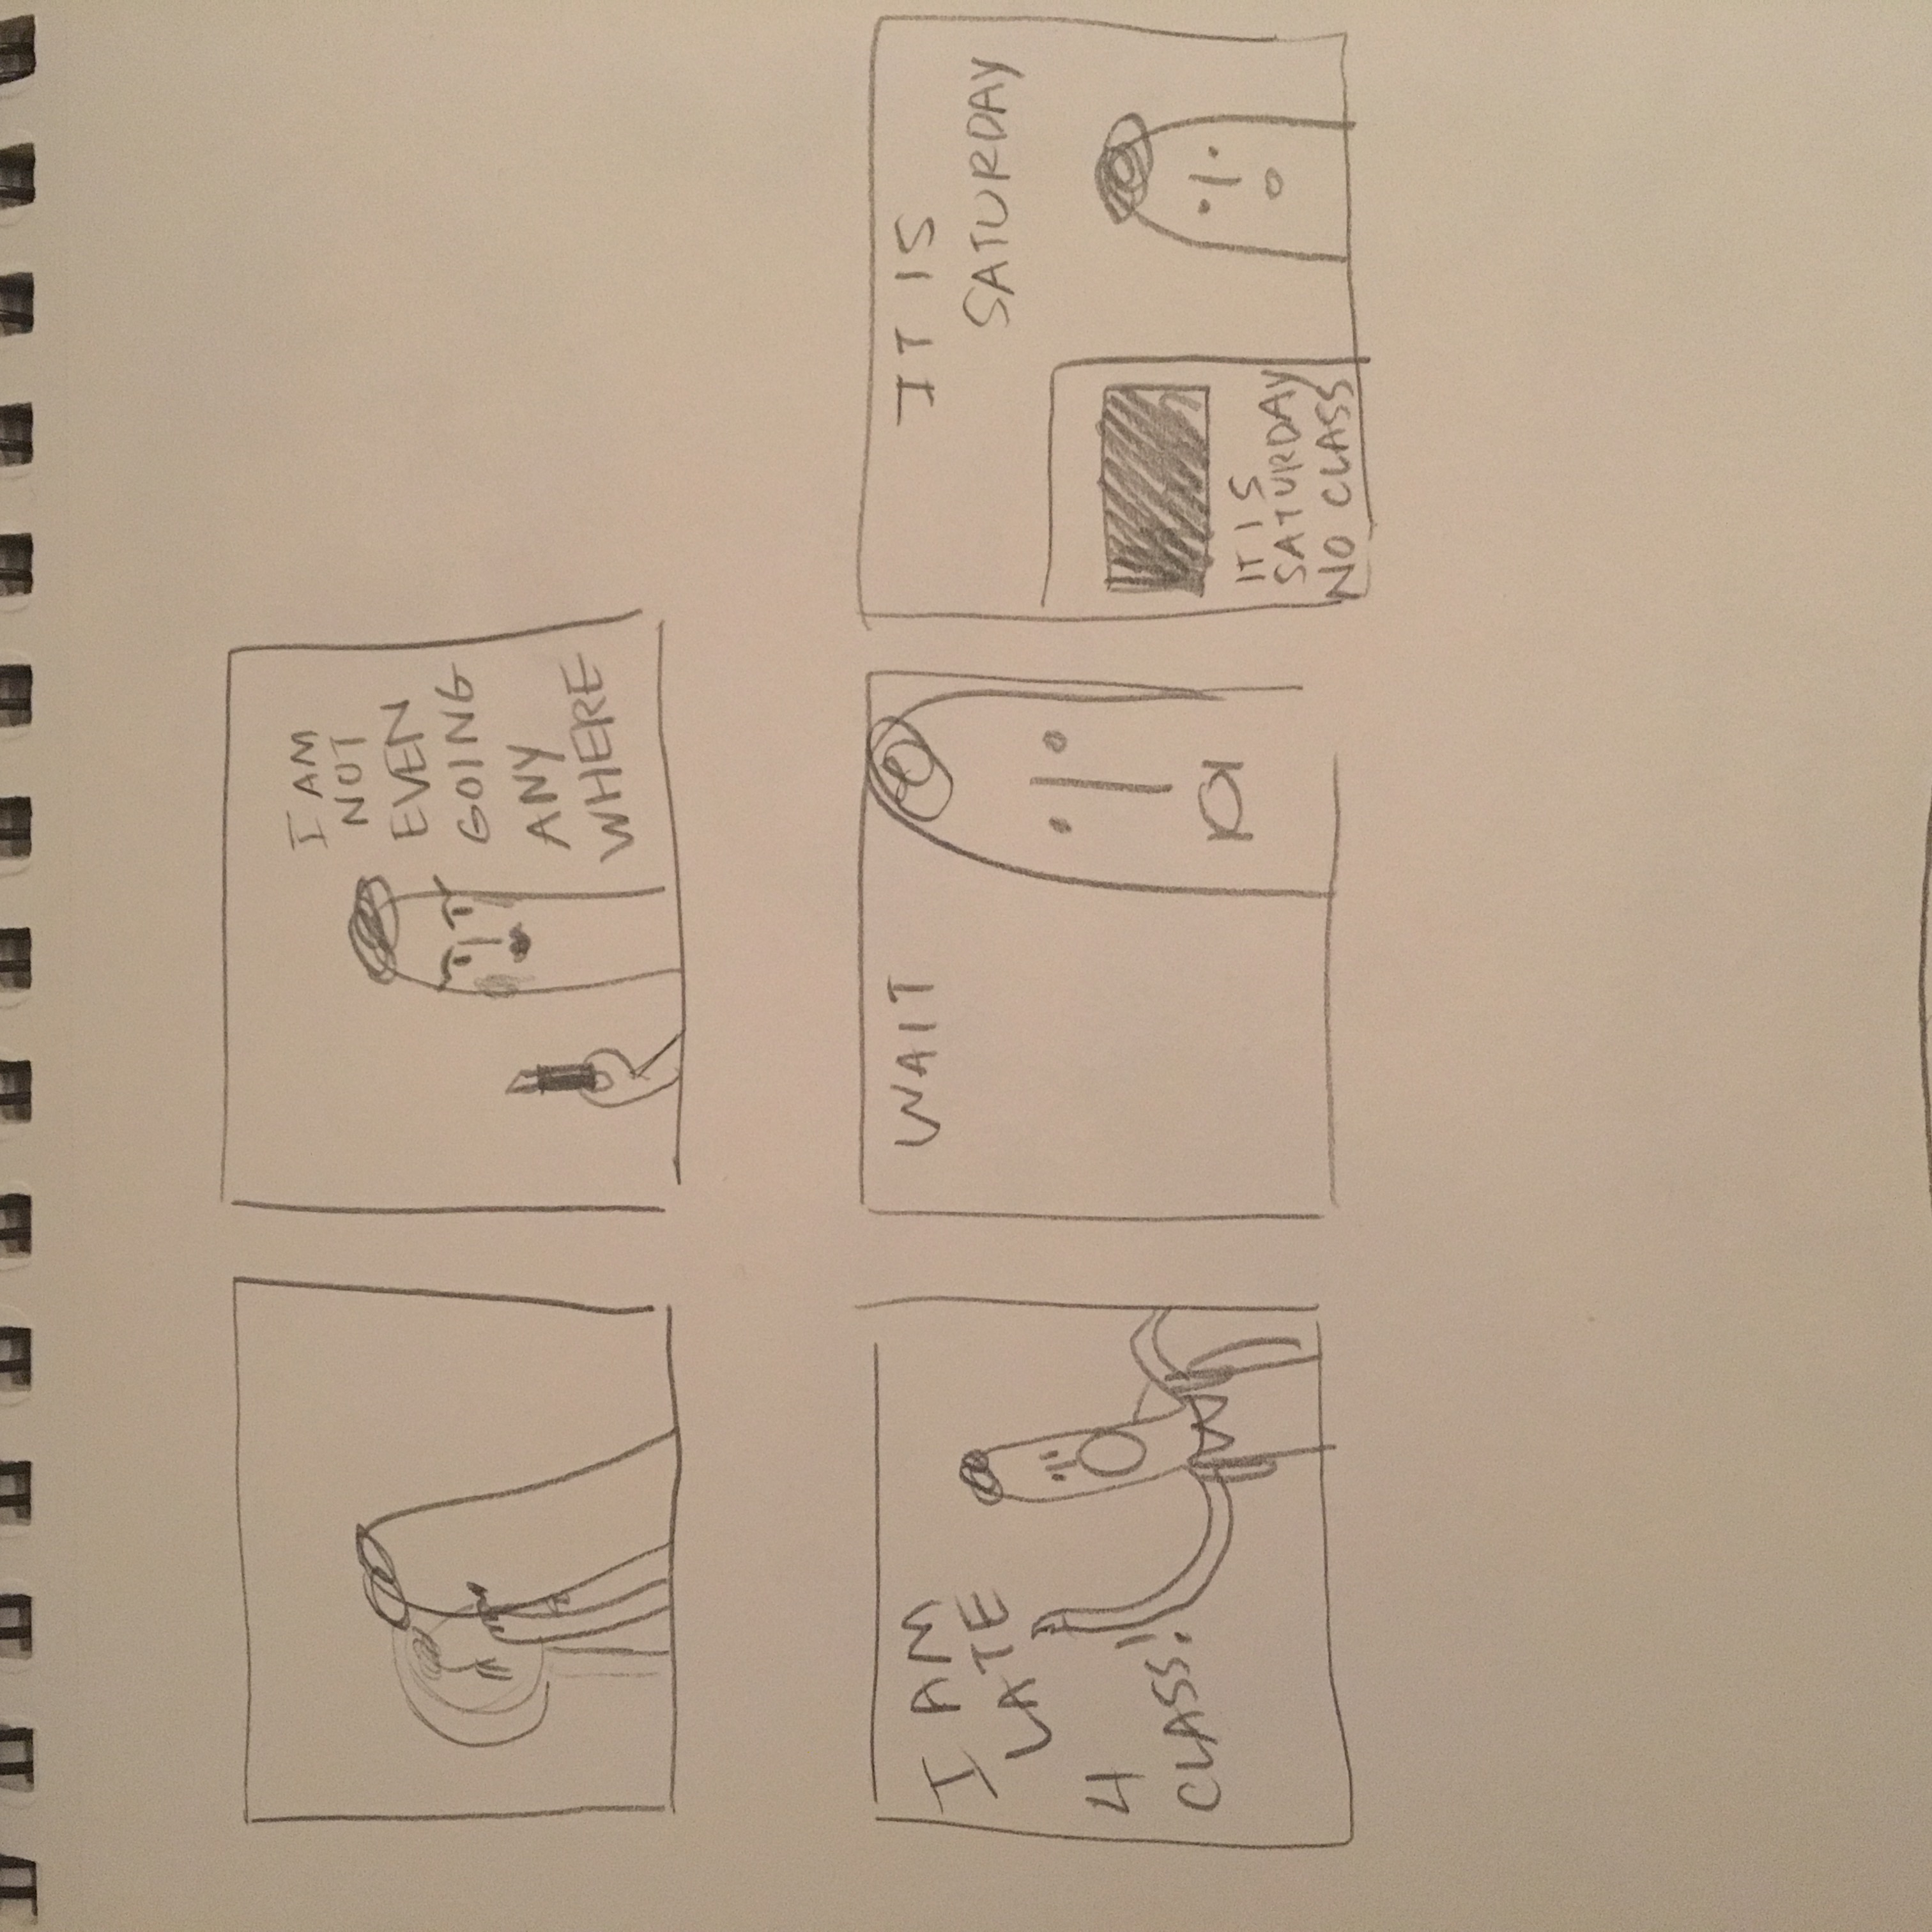 I AM
NOT
EVEN
GOING
ANY
WHERE
I AM
LATE
4
CLASS!
WAIT
IT IS
SATURDAY
IT IS
SATURDAY
NO CLASS